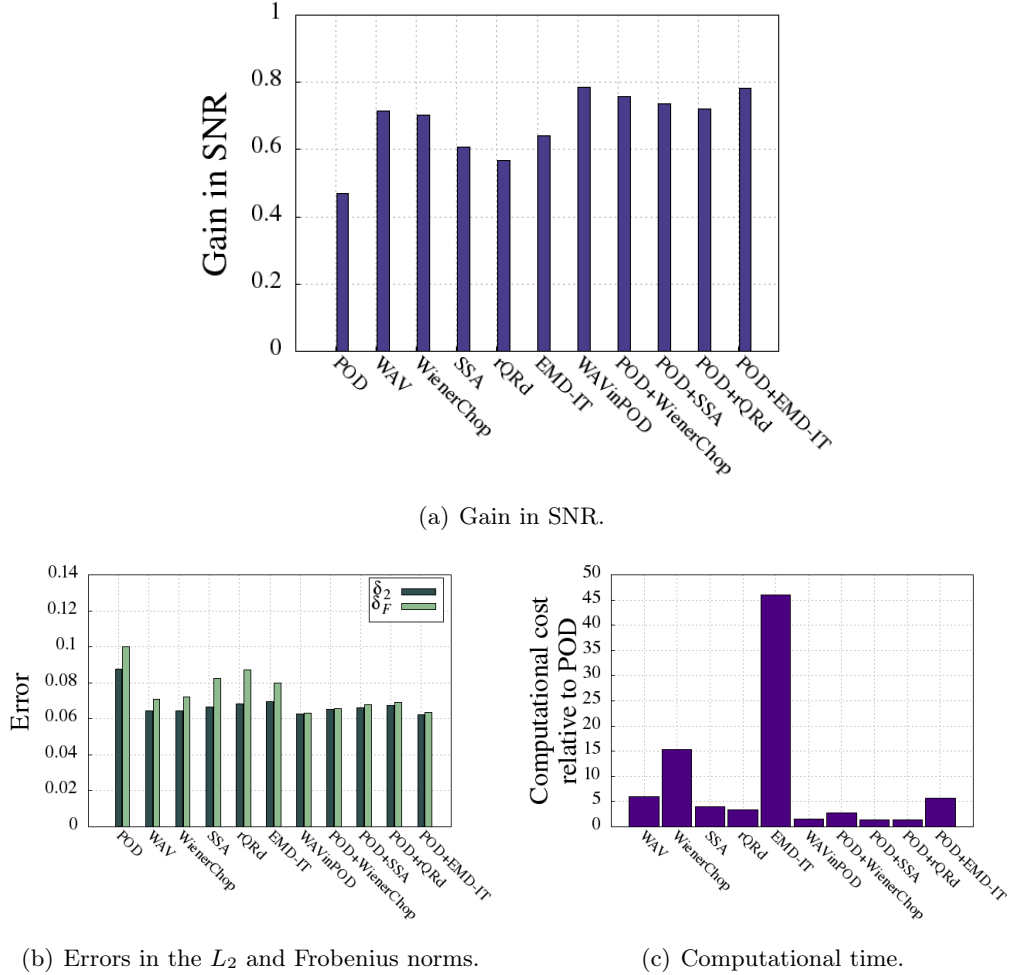 1
0.8
0.6
0.4
0.2
0
Gain in SNR
POD
WAV
WienerChop
SSA
rQRd
EMD-IT
WAVinPOD
POD+WienerChop
POD+SSA
POD+rQRd
POD+EMD-IT
(a) Gain in SNR.
0.14
0.12
0.1
0.08
0.06
0.04
0.02
0
Error
δ2
δF
POD
WAV
WienerChop
SSA
rQRd
EMD-IT
WAVinPOD
POD+WienerChop
POD+SSA
POD+rQRd
POD+EMD-IT
(b) Errors in the L2 and Frobenius norms.
50
45
40
35
30
25
20
15
10
5
0
Computational cost
relative to POD
WAV
WienerChop
SSA
rQRd
EMD-IT
WAVinPOD
POD+WienerChop
POD+SSA
POD+rQRd
POD+EMD-IT
(c) Computational time.